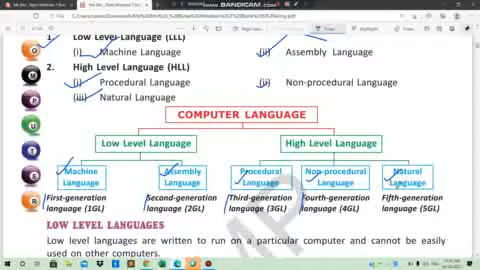 WWW.BANDICAM.COM
1. Low Level Language (LLL)
(i) Machine Language (ii) Assembly Language
2. High Level Language (HLL)
(i) Procedural Language (ii) Non-procedural Language
(iii) Natural Language
O
M
P
U
T
E
R
COMPUTER LANGUAGE
Low Level Language High Level Language
Machine Assembly Procedural Non-procedural Natural
Language Language Language Language Language
First-generation Second-generation Third-generation Fourth-generation Fifth-generation
language (1GL) language (2GL) language (3GL) language (4GL) language (5GL)
LOW LEVEL LANGUAGES
Low level languages are written to run on a particular computer and cannot be easily
used on other computers.